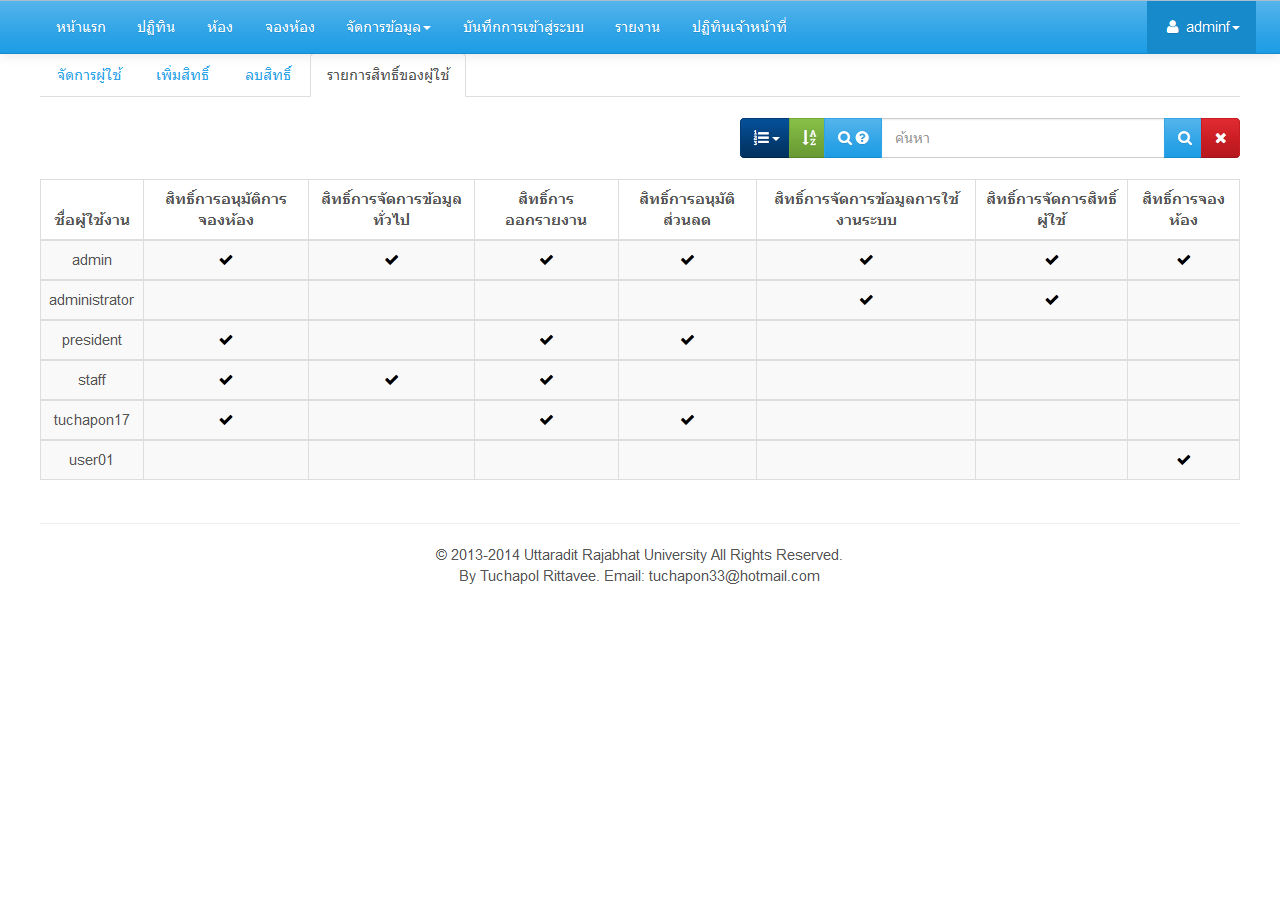 หน้าแรก ปฏิทิน ห้อง จองห้อง จัดการข้อมูล บันทึกการเข้าสู่ระบบ รายงาน ปฏิทินเจ้าหน้าที่ adminf
จัดการผู้ใช้ เพิ่มสิทธิ์ ลบสิทธิ์ รายการสิทธิ์ของผู้ใช้
ค้นหา
สิทธิ์การอนุมัติการ สิทธิ์การจัดการข้อมูล สิทธิ์การ สิทธิ์การอนุมัติ สิทธิ์การจัดการข้อมูลการใช้ สิทธิ์การจัดการสิทธิ์ สิทธิ์การจอง
ชื่อผู้ใช้งาน จองห้อง ทั่วไป ออกรายงาน ส่วนลด งานระบบ ผู้ใช้ ห้อง
admin
administrator
president
staff
tuchapon17
user01
© 2013-2014 Uttaradit Rajabhat University All Rights Reserved.
By Tuchapol Rittavee. Email: tuchapon33@hotmail.com